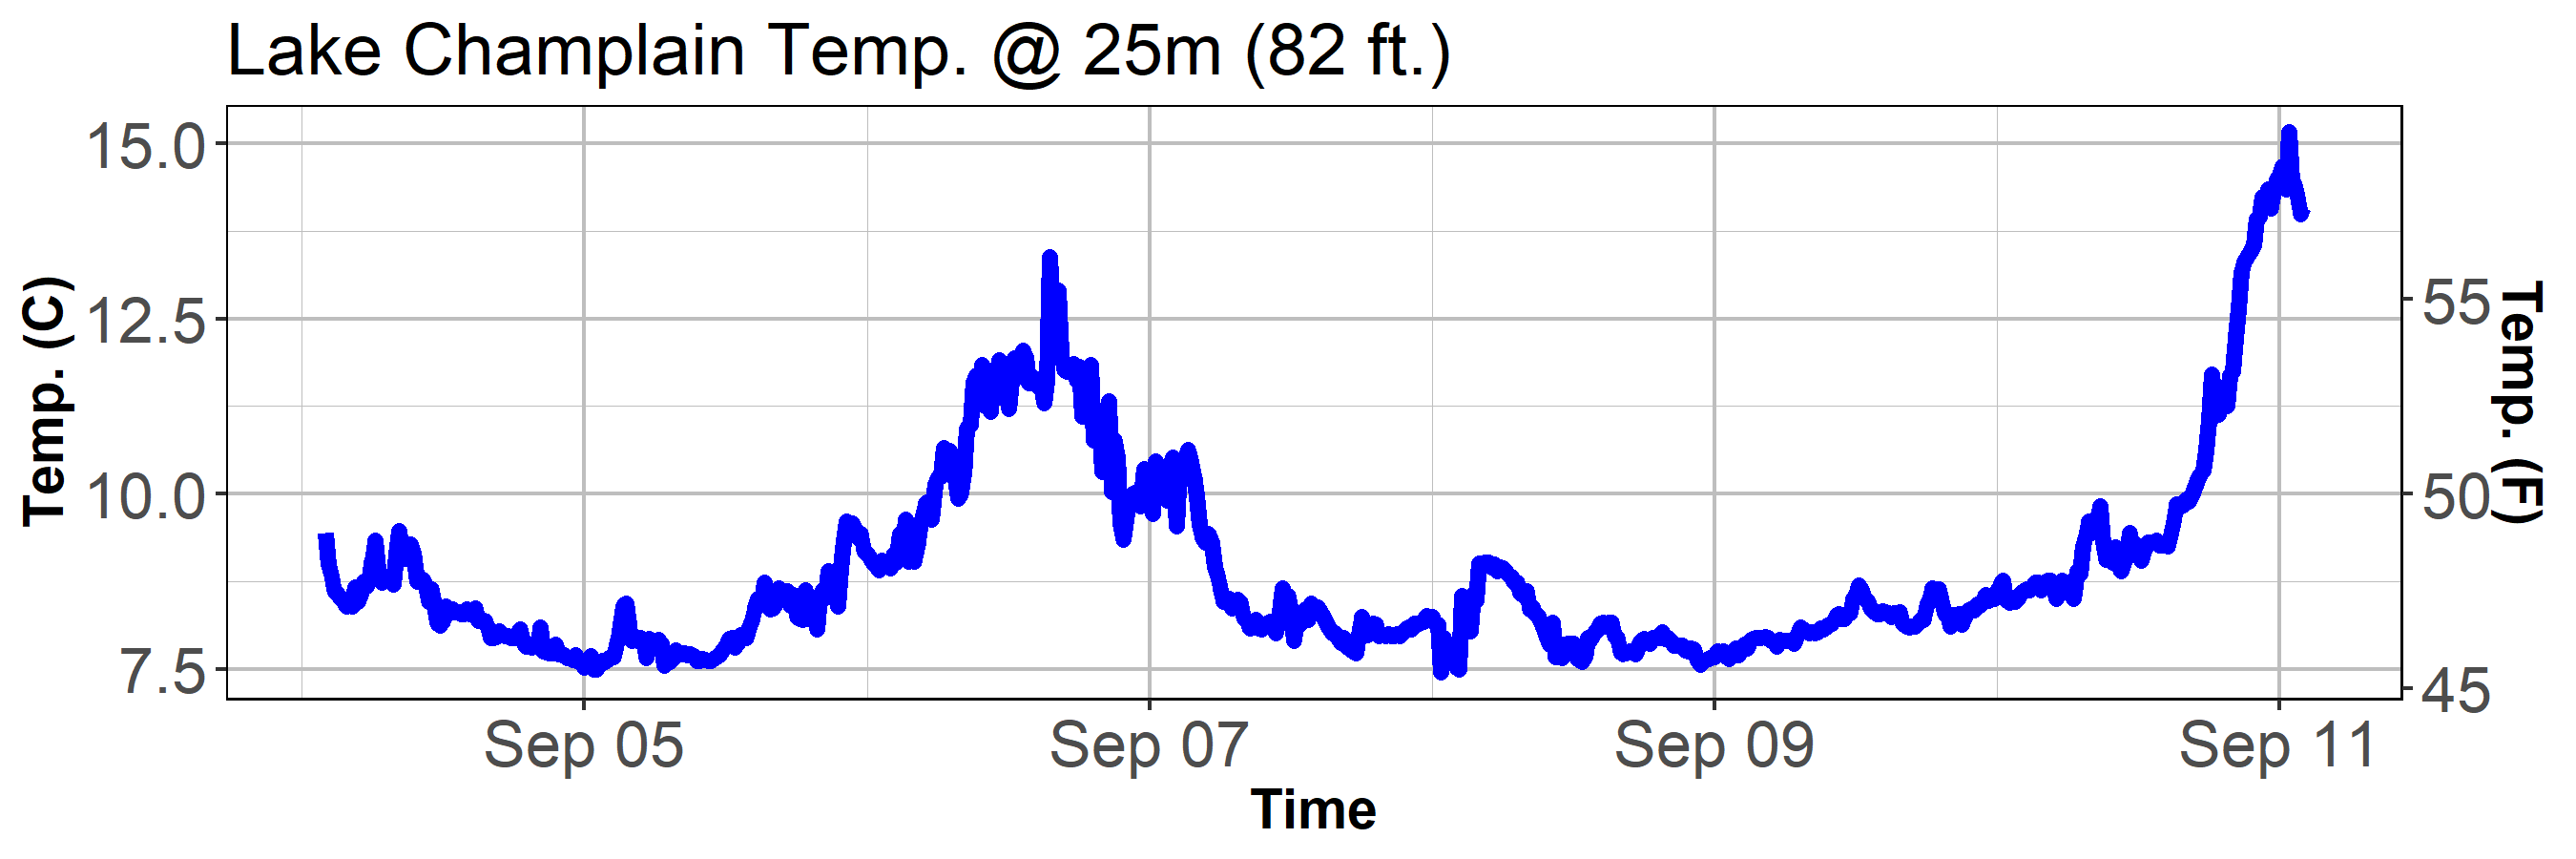 Lake Champlain Temp. @ 25m (82 ft.)
Temp. (C)
15.0
12.5
10.0
7.5
55
50
45
Temp. (F)
Sep 05 Sep 07 Sep 09 Sep 11
Time